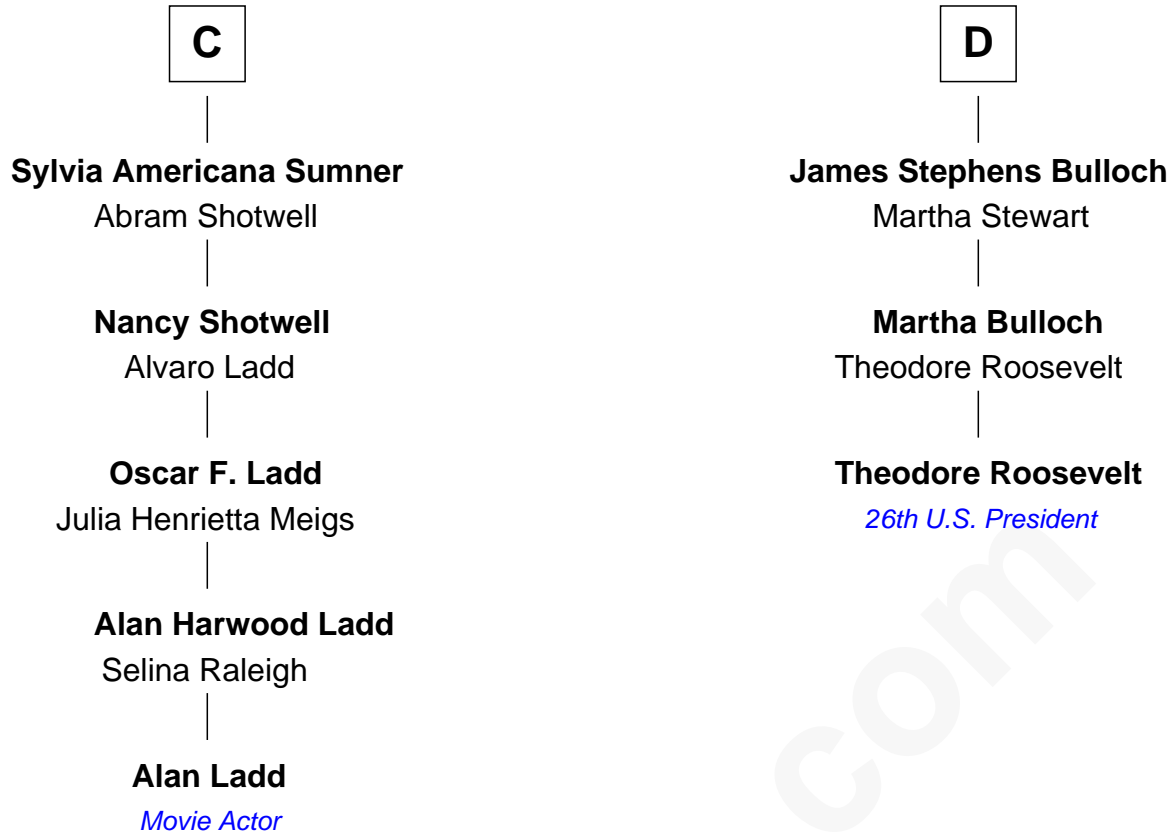 C
Sylvia Americana Sumner
Abram Shotwell
Nancy Shotwell
Alvaro Ladd
Oscar F. Ladd
Julia Henrietta Meigs
Alan Harwood Ladd
Selina Raleigh
Alan Ladd
Movie Actor
D
James Stephens Bulloch
Martha Stewart
Martha Bulloch
Theodore Roosevelt
Theodore Roosevelt
26th U.S. President
com